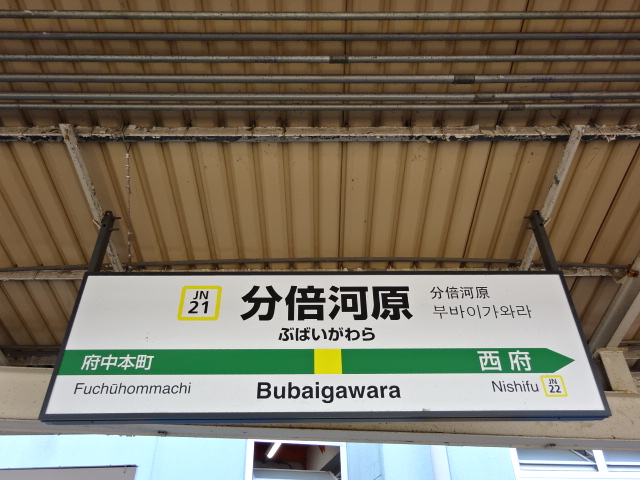 JN
21
分倍河原
分倍河原
부바이가와라
ぶばいがわら
府中本町
西府
Fuchūhommachi
Bubaigawara
Nishifu
JN
22